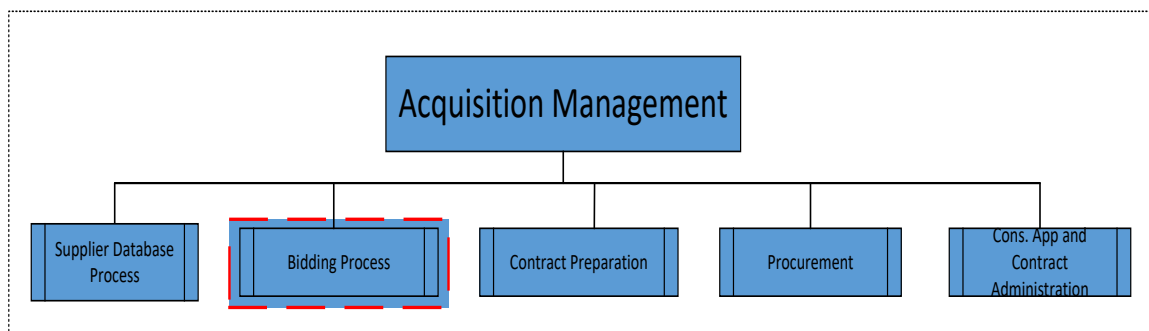 Acquisition Management
Supplier Database
Process
Bidding Process
Contract Preparation
Procurement
Cons. App and
Contract
Administration